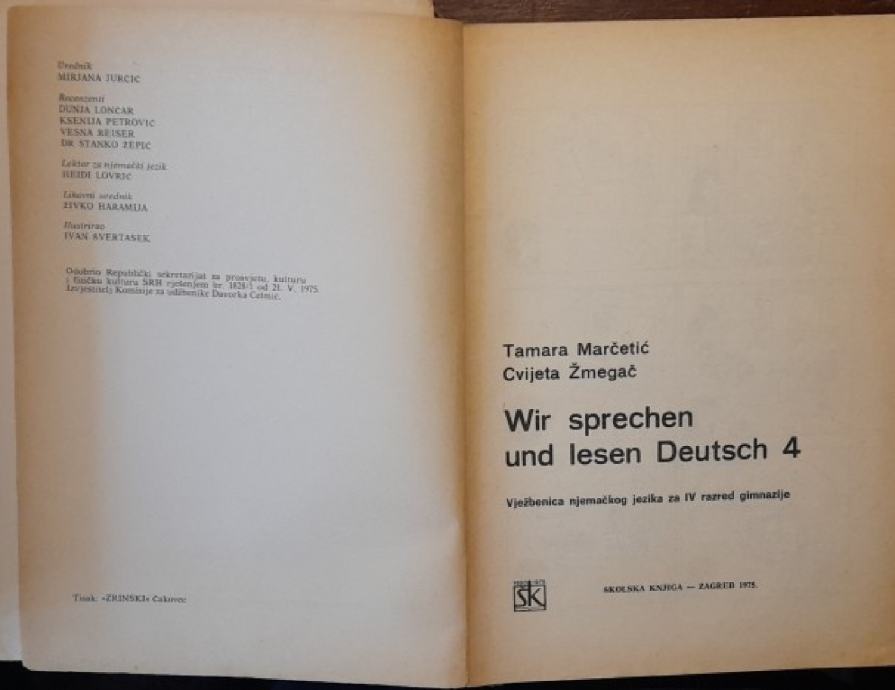 Urednik
MIRJANA JURČIĆ
Recenzenti
DUNJA LONČAR
KSENIJA PETROVIĆ
VESNA REISER
DR STANKO ŽEPIĆ
Lektor za njemački jezik
HEIDI LOVRIĆ
Likovni urednik
ŽIVKO HARAMIJA
Ilustrirao
IVAN SVERTASEK
Odobrio Republički sekretarijat za prosvjetu, kulturu
i fizičku kulturu SRH rješenjem br. 1828/1 od 21. V. 1975.
Izvjestitelj Komisije za udžbenike Davorka Cetmić.
Tisak: »ZRINSKI« Čakovec
Tamara Marčetić
Cvijeta Žmegač
Wir sprechen
und lesen Deutsch 4
Vježbenica njemačkog jezika za IV razred gimnazije
ŠK
ŠKOLSKA KNJIGA — ZAGREB 1975.